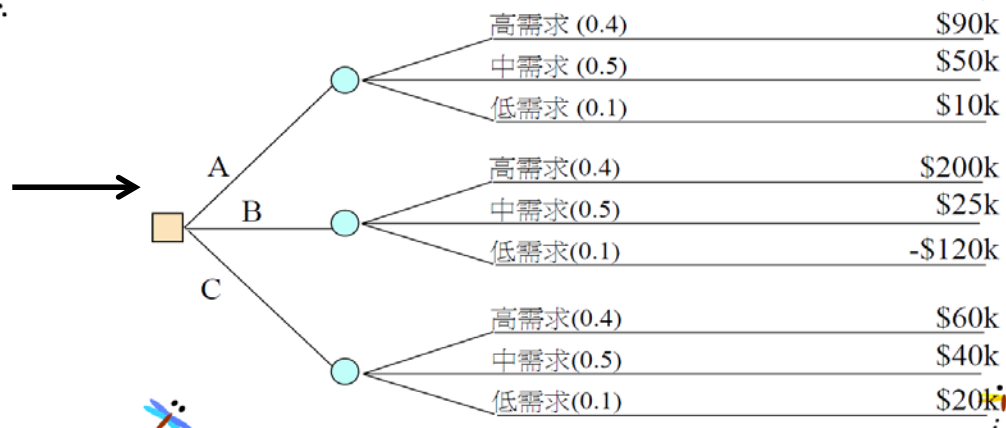 高需求 (0.4) $90k
中需求 (0.5) $50k
低需求 (0.1) $10k
A
高需求(0.4) $200k
B
中需求(0.5) $25k
低需求(0.1) -$120k
C
高需求(0.4) $60k
中需求(0.5) $40k
低需求(0.1) $20k